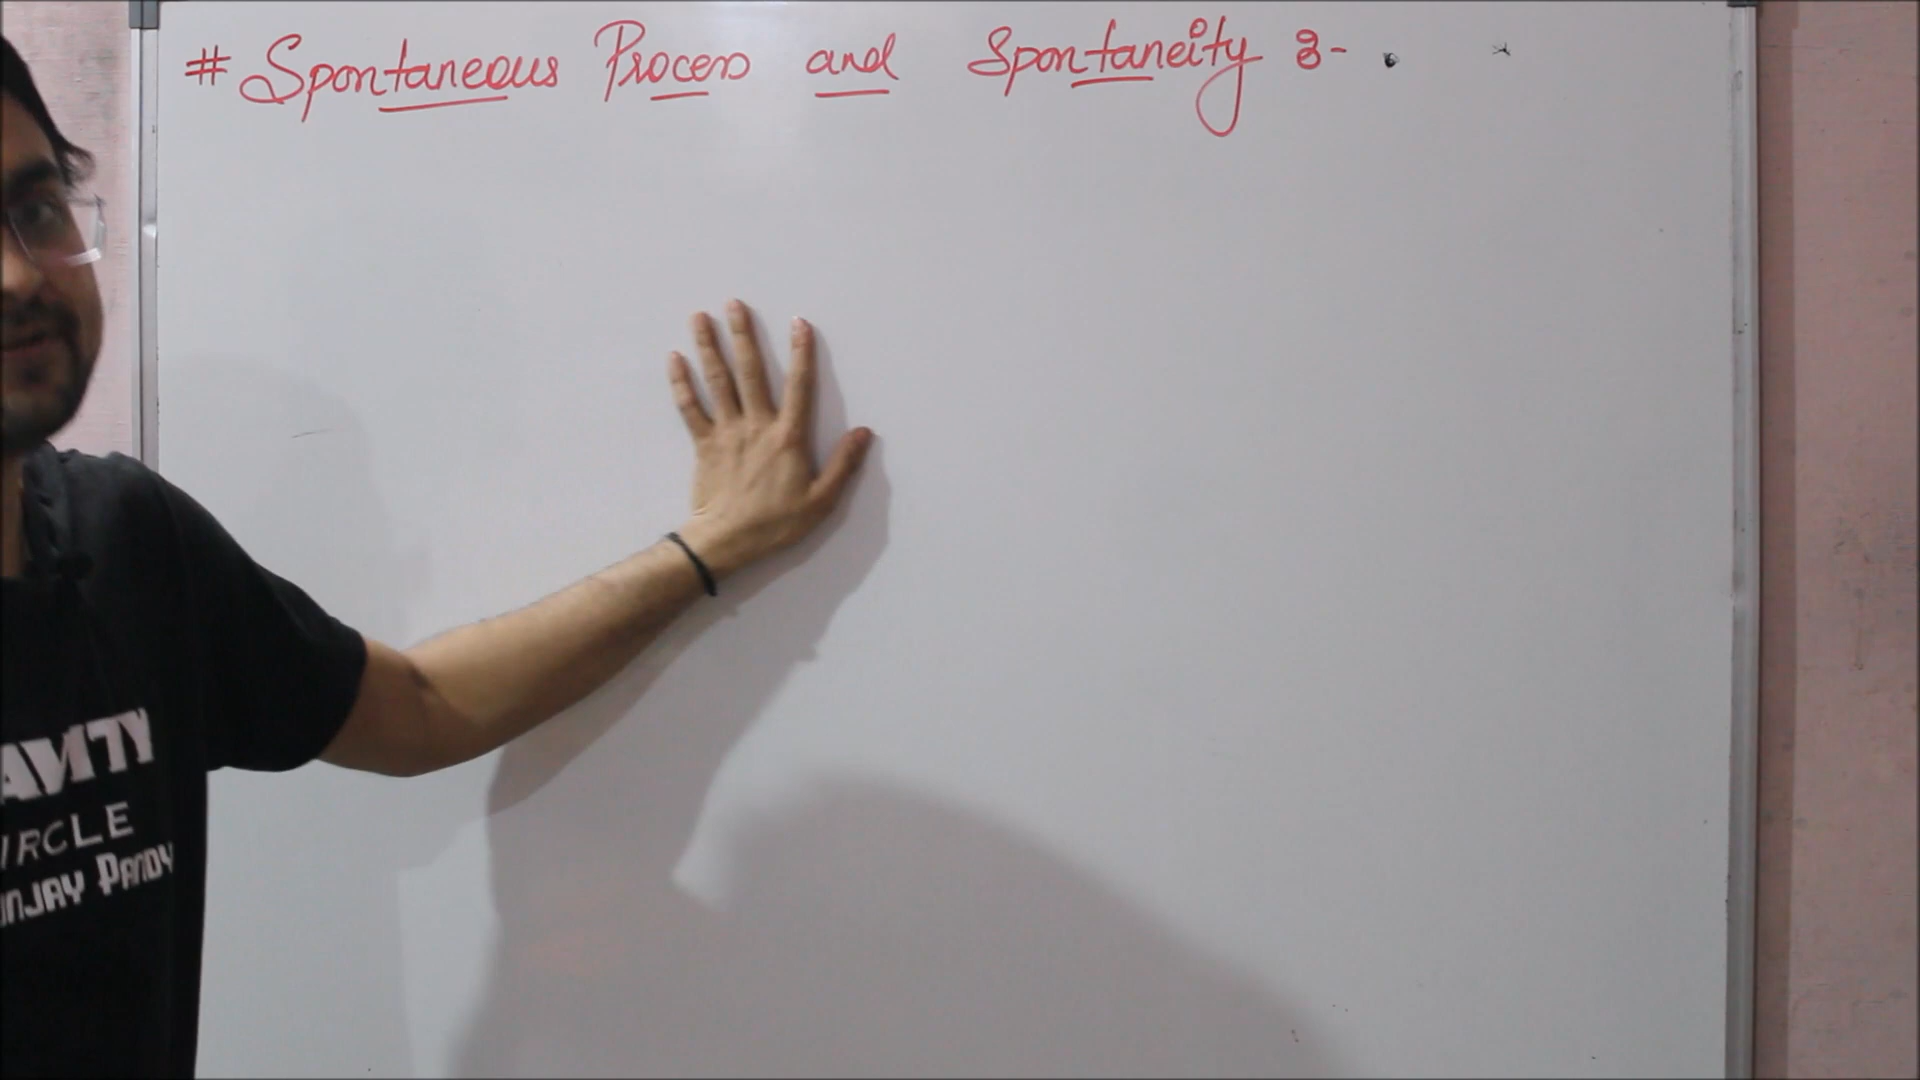 # Spontaneous Process and Spontaneity :-
AVITY
IRCLE
NJAY PANDY